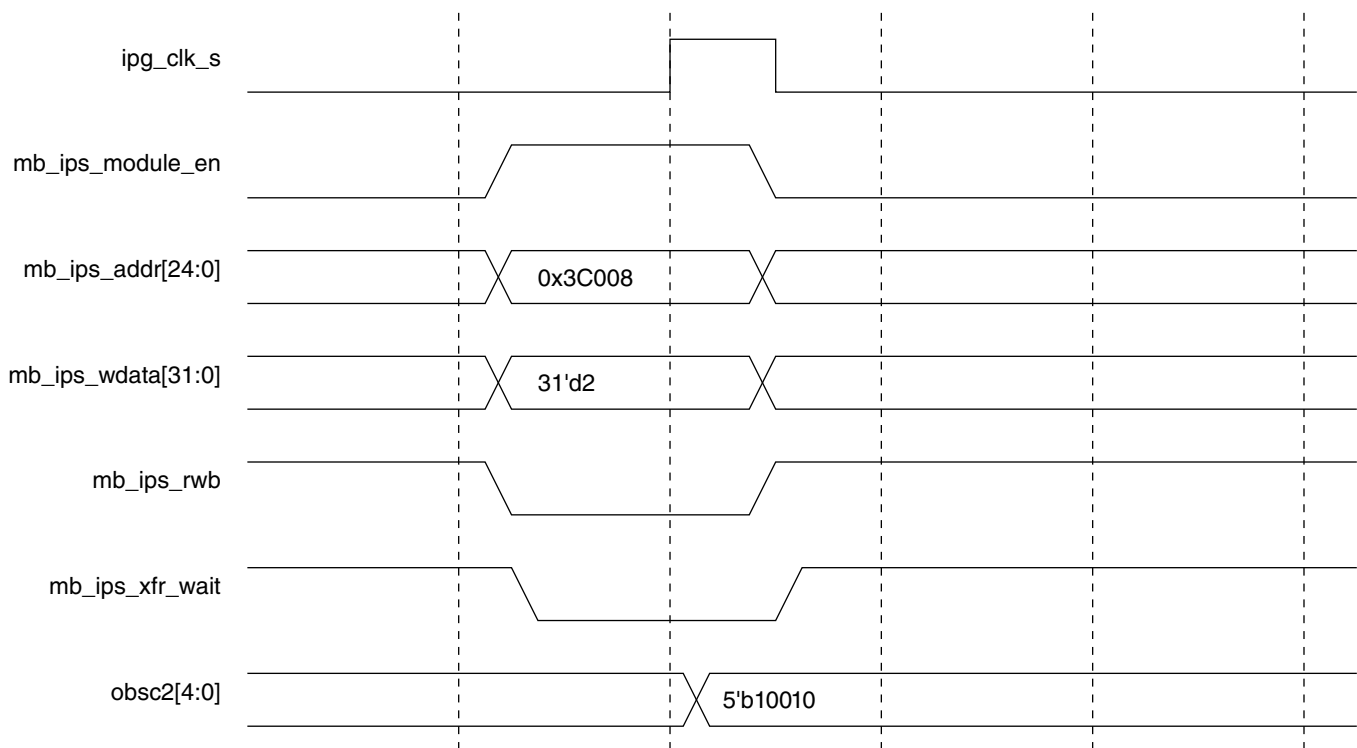 ipg_clk_s
mb_ips_module_en
mb_ips_addr[24:0]
0x3C008
mb_ips_wdata[31:0]
31'd2
mb_ips_rwb
mb_ips_xfr_wait
obsc2[4:0]
5'b10010